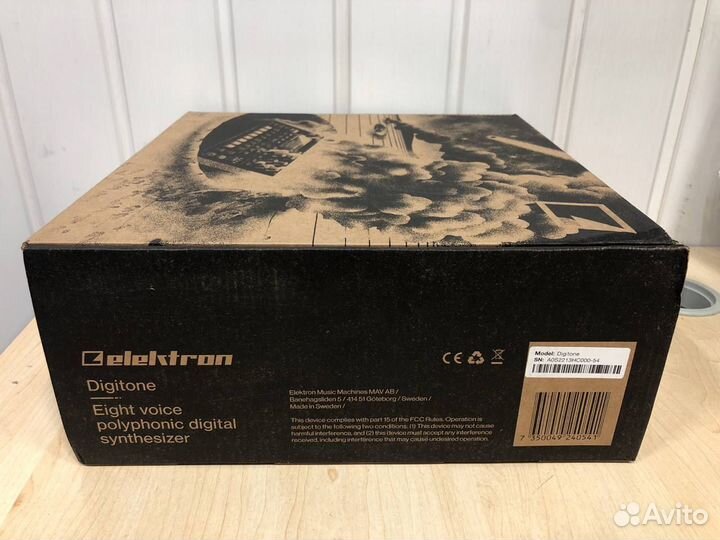 elektron
Digitone
Eight voice
polyphonic digital
synthesizer
CE
Elektron Music Machines MAV AB /
Banehagsliden 5 / 414 51 Göteborg / Sweden /
Made in Sweden /
This device complies with part 15 of the FCC Rules. Operation is
subject to the following two conditions: (1) This device may not cause
harmful interference, and (2) this device must accept any interference
received, including interference that may cause undesired operation.
Model: Digitone
SN: A0S2213HC000-54
7 350049 240541
Avito